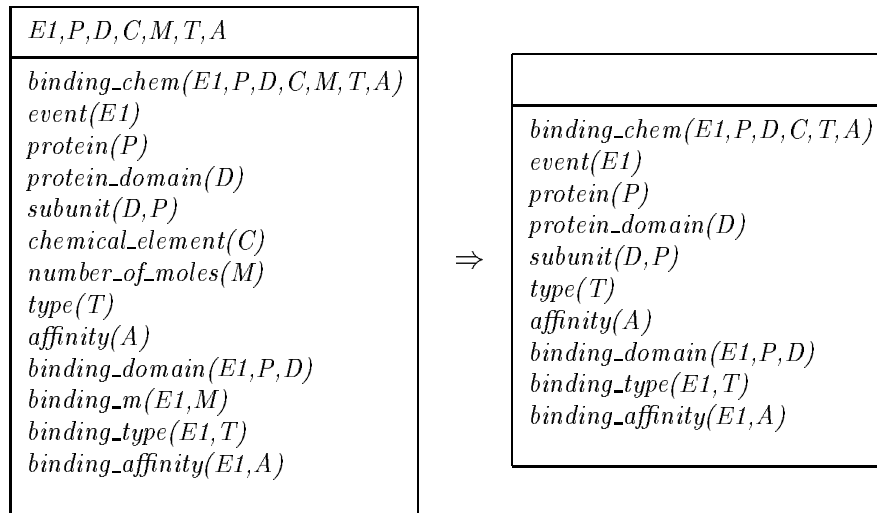 E1,P,D,C,M,T,A
binding_chem(E1,P,D,C,M,T,A)
event(E1)
protein(P)
protein_domain(D)
subunit(D,P)
chemical_element(C)
number_of_moles(M)
type(T)
affinity(A)
binding_domain(E1,P,D)
binding_m(E1,M)
binding_type(E1,T)
binding_affinity(E1,A)
⇒
binding_chem(E1,P,D,C,T,A)
event(E1)
protein(P)
protein_domain(D)
subunit(D,P)
type(T)
affinity(A)
binding_domain(E1,P,D)
binding_type(E1,T)
binding_affinity(E1,A)